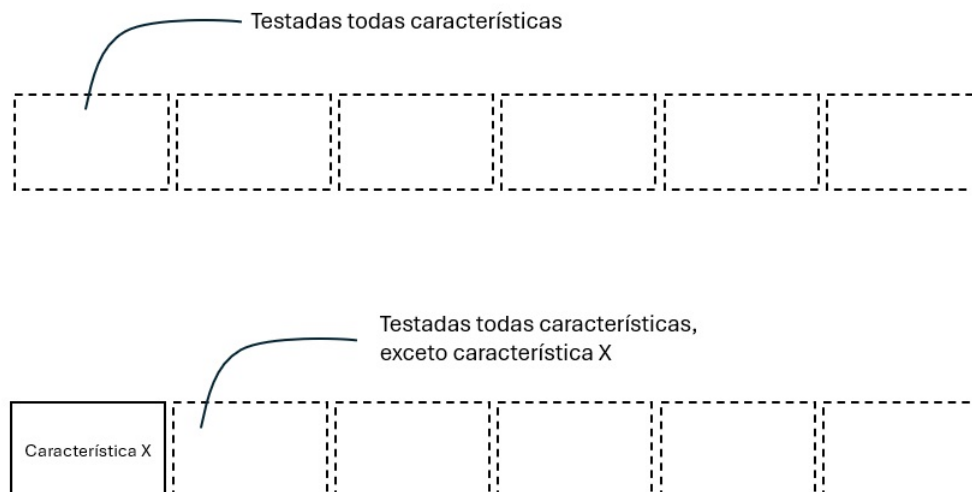 Testadas todas características
Testadas todas características,
exceto característica X
Característica X